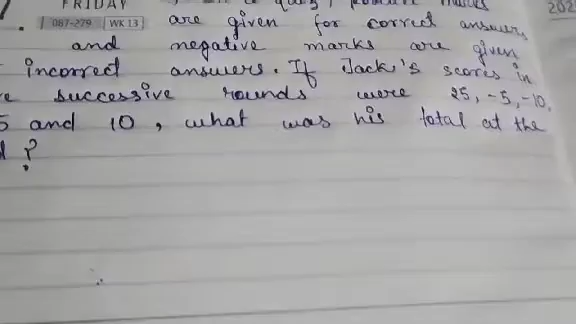 FRIDAY
087-279 WK 13 are given for correct answers
and negative marks are given
incorrect answers. If Jack's scores in
successive rounds were 25, -5, -10,
5 and 10, what was his total at the
?